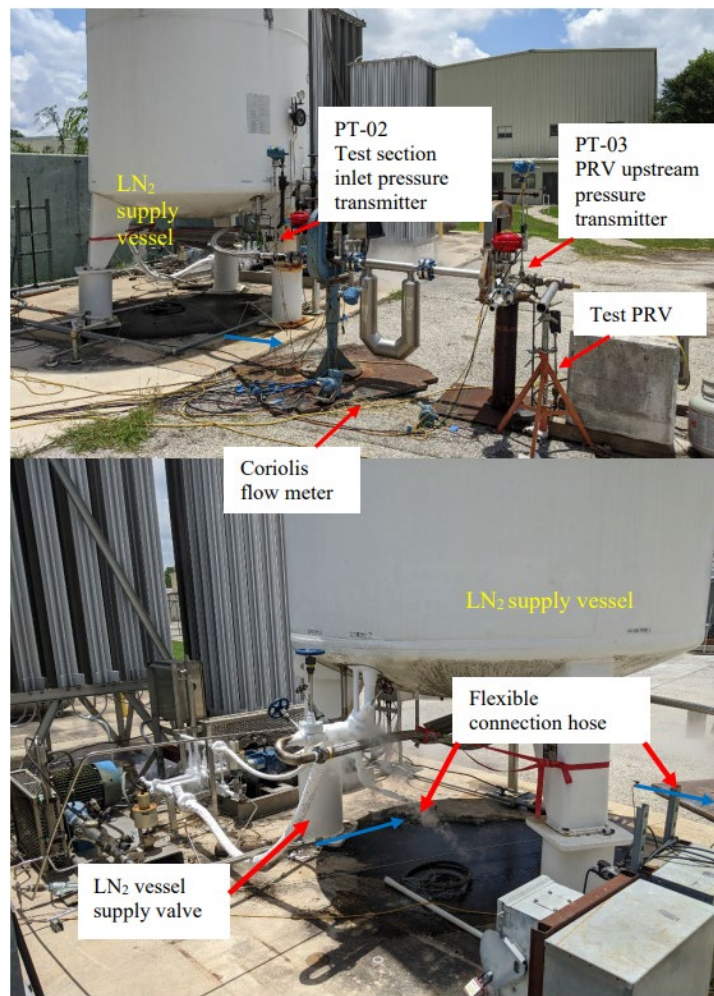 PT-02
Test section
inlet pressure
transmitter
PT-03
PRV upstream
pressure
transmitter
LN₂
supply
vessel
Test PRV
Coriolis
flow meter
LN₂ supply vessel
Flexible
connection hose
LN₂ vessel
supply valve